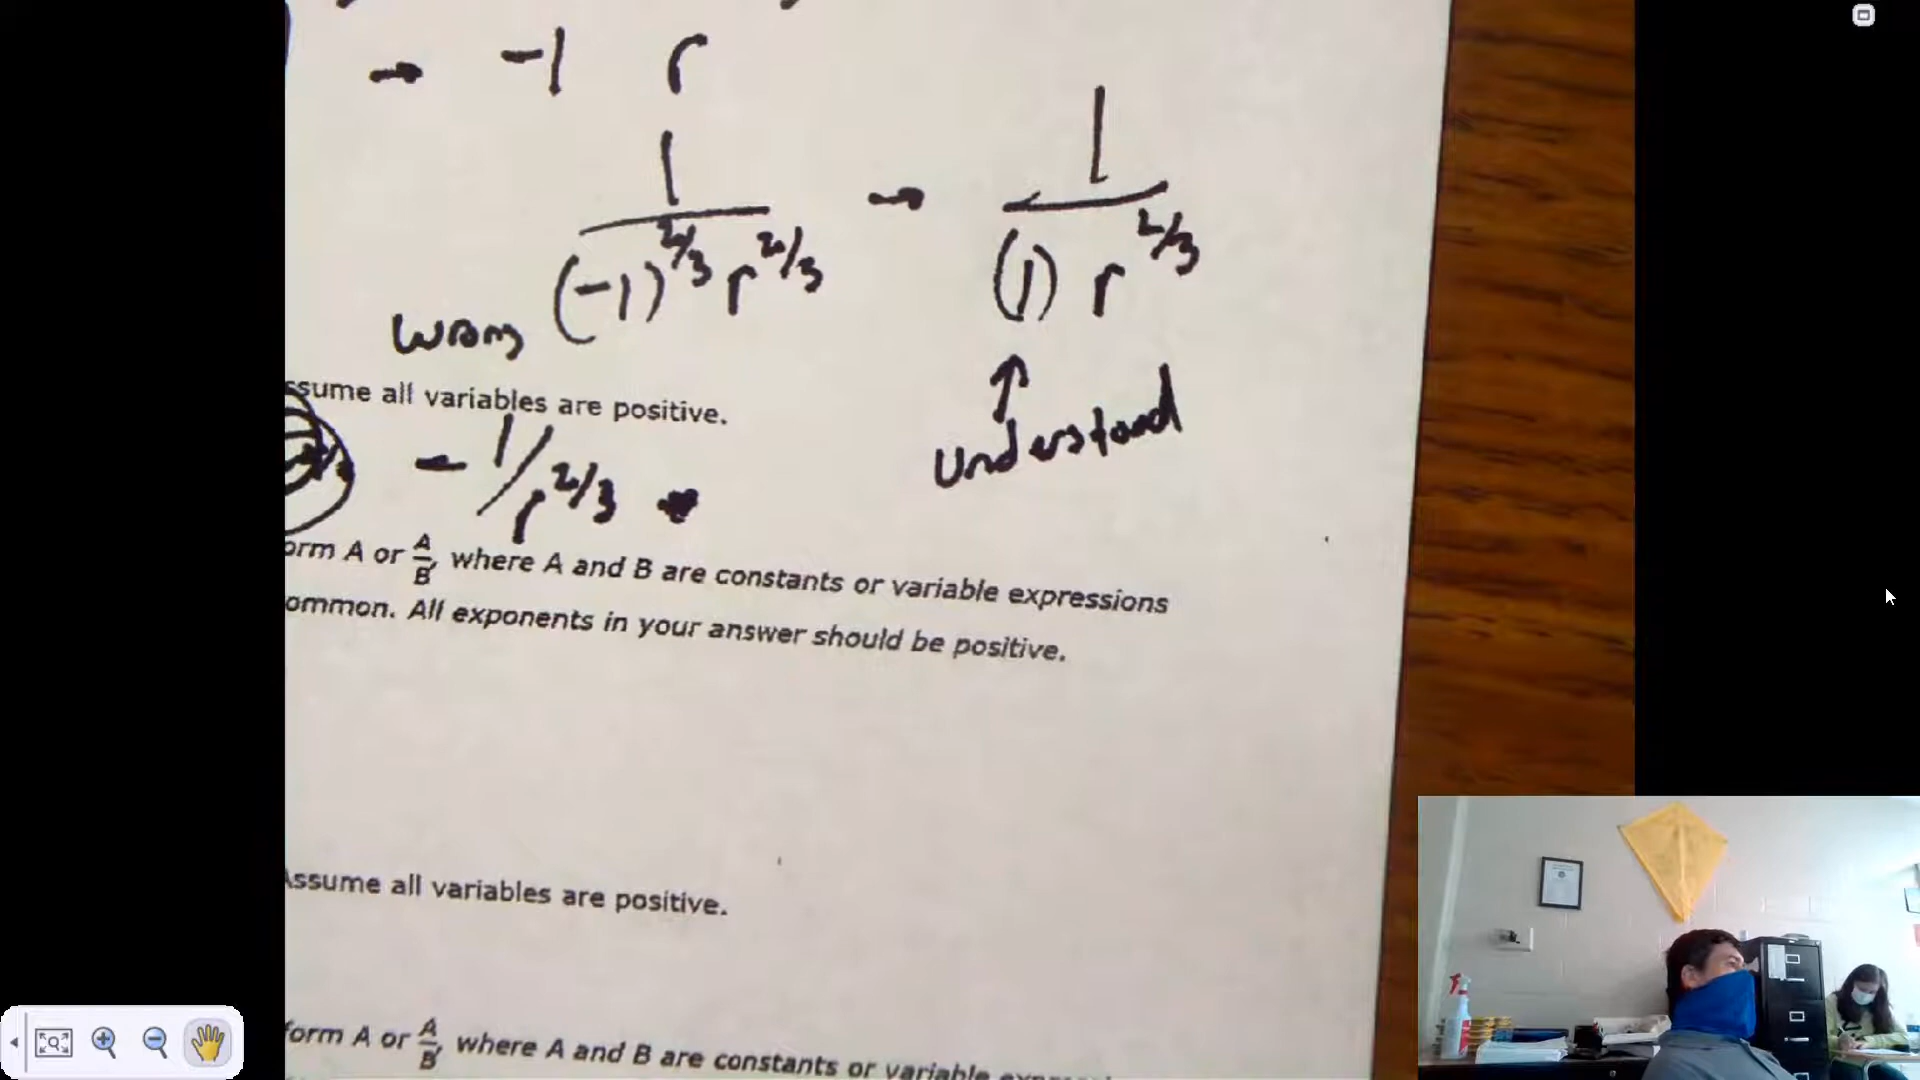 → -1 r
1 / (-1)^2/3 r^2/3 → 1 / (1) r^2/3
wrong
↑
understood
ssume all variables are positive.
- 1/r^2/3
orm A or A/B, where A and B are constants or variable expressions
ommon. All exponents in your answer should be positive.
Assume all variables are positive.
form A or A/B, where A and B are constants or variable